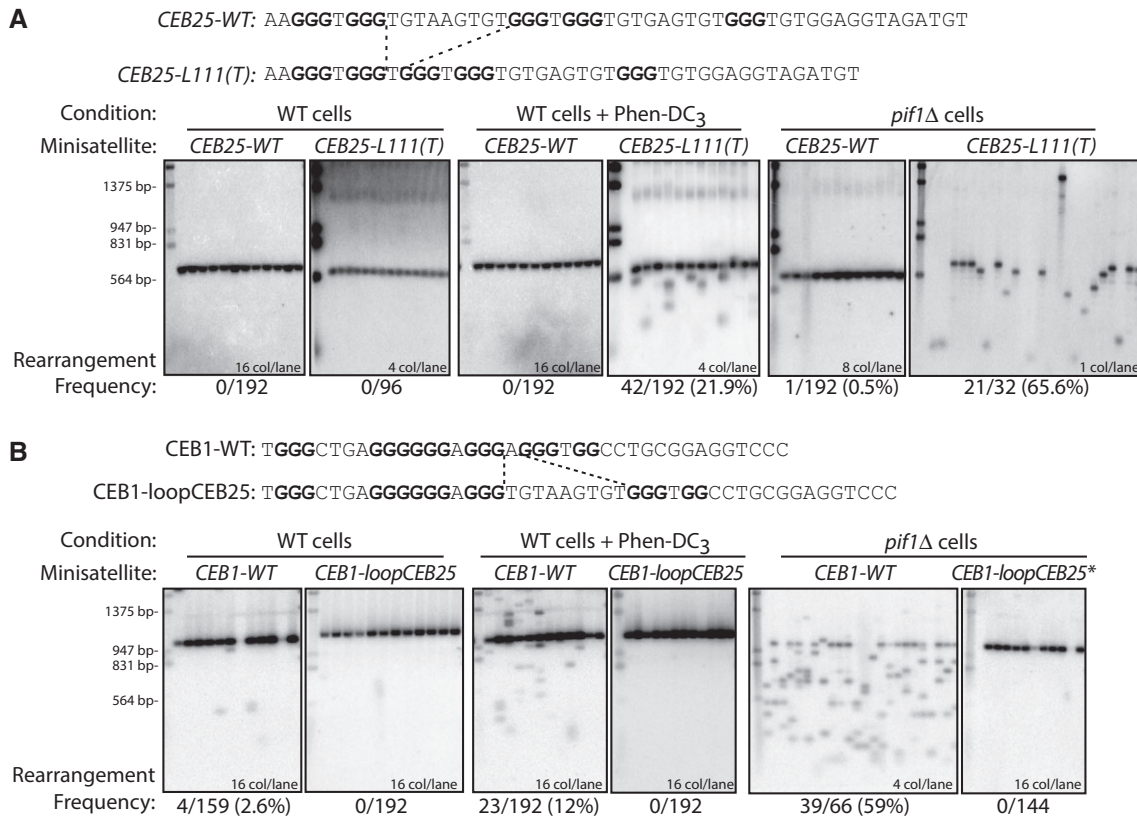 A
CEB25-WT: AAGGGTGGGTGTAAGTGTGGGTGGGTGTGAGTGTGGGTGTGGAGGTAGATGT
CEB25-L111(T): AAGGGTGGGTGGGTGGGTGTGAGTGTGGGTGTGGAGGTAGATGT
Condition: WT cells WT cells + Phen-DC3 pif1Δ cells
Minisatellite: CEB25-WT CEB25-L111(T) CEB25-WT CEB25-L111(T) CEB25-WT CEB25-L111(T)
1375 bp-
947 bp-
831 bp-
564 bp-
16 col/lane 4 col/lane 16 col/lane 4 col/lane 8 col/lane 1 col/lane
Rearrangement
Frequency: 0/192 0/96 0/192 42/192 (21.9%) 1/192 (0.5%) 21/32 (65.6%)
B
CEB1-WT: TGGGCTGAGGGGGGAGGGAGGGTGGCCTGCGGAGGTCCC
CEB1-loopCEB25: TGGGCTGAGGGGGGAGGGTGTAAGTGTGGGTGGCCTGCGGAGGTCCC
Condition: WT cells WT cells + Phen-DC3 pif1Δ cells
Minisatellite: CEB1-WT CEB1-loopCEB25 CEB1-WT CEB1-loopCEB25 CEB1-WT CEB1-loopCEB25*
1375 bp-
947 bp-
831 bp-
564 bp-
16 col/lane 16 col/lane 16 col/lane 16 col/lane 4 col/lane 16 col/lane
Rearrangement
Frequency: 4/159 (2.6%) 0/192 23/192 (12%) 0/192 39/66 (59%) 0/144